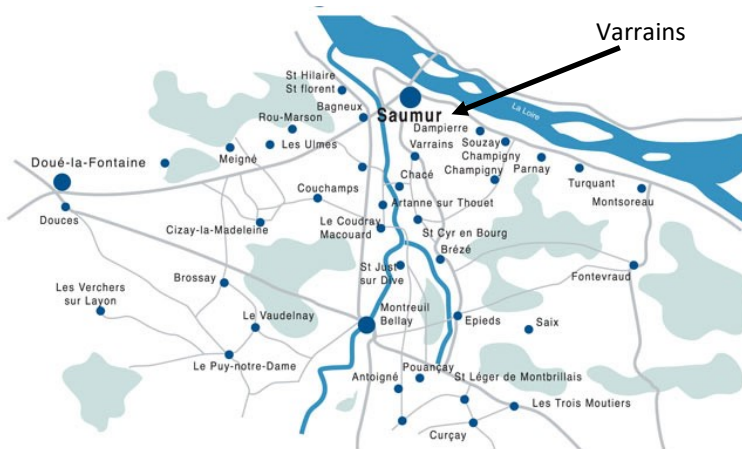 Varrains
St Hilaire
St florent
La Loire
Bagneux
Saumur
Rou-Marson
Dampierre
Souzay
Champigny
Varrains
Les Ulmes
Meigné
Doué-la-Fontaine
Champigny
Parnay
Chacé
Turquant
Couchamps
Montsoreau
Artanne sur Thouet
Douces
Cizay-la-Madeleine
Le Coudray
Macouard
St Cyr en Bourg
Brézé
St Just
sur Dive
Brossay
Fontevraud
Les Verchers
sur Layon
Montreuil
Bellay
Le Vaudelnay
Epieds
Saix
Le Puy-notre-Dame
Pouançay
Antoigné
St Léger de Montbrillais
Les Trois Moutiers
Curçay